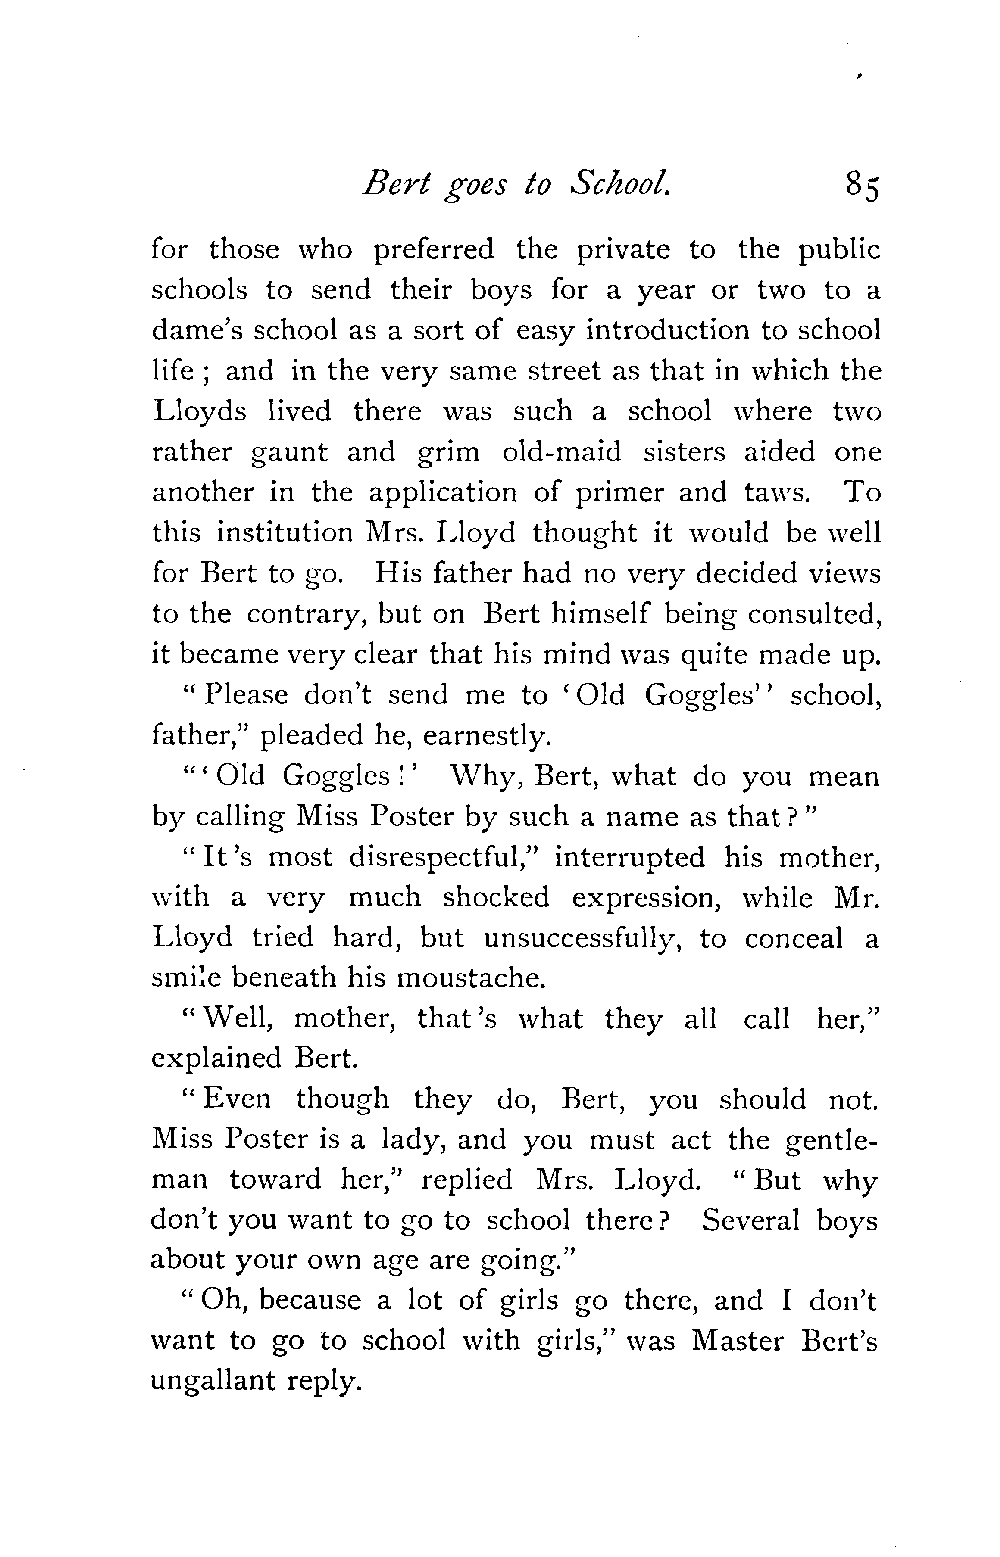 Bert goes to School. 85
for those who preferred the private to the public
schools to send their boys for a year or two to a
dame's school as a sort of easy introduction to school
life ; and in the very same street as that in which the
Lloyds lived there was such a school where two
rather gaunt and grim old-maid sisters aided one
another in the application of primer and taws. To
this institution Mrs. Lloyd thought it would be well
for Bert to go. His father had no very decided views
to the contrary, but on Bert himself being consulted,
it became very clear that his mind was quite made up.
“ Please don't send me to ‘Old Goggles’’ school,
father,” pleaded he, earnestly.
“‘ Old Goggles !’ Why, Bert, what do you mean
by calling Miss Poster by such a name as that ? ”
“ It 's most disrespectful,” interrupted his mother,
with a very much shocked expression, while Mr.
Lloyd tried hard, but unsuccessfully, to conceal a
smile beneath his moustache.
“ Well, mother, that 's what they all call her,”
explained Bert.
“ Even though they do, Bert, you should not.
Miss Poster is a lady, and you must act the gentle-
man toward her,” replied Mrs. Lloyd. “ But why
don't you want to go to school there ? Several boys
about your own age are going.”
“ Oh, because a lot of girls go there, and I don't
want to go to school with girls,” was Master Bert's
ungallant reply.